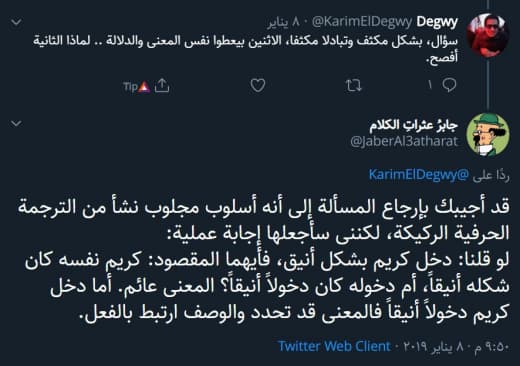 Degwy @KarimElDegwy · ٨ يناير
سؤال، بشكل مكثف وتبادلا مكثفا، الاثنين بيعطوا نفس المعنى والدلالة .. لماذا الثانية
أفصح.
١ Tip
جابرُ عثراتِ الكلام
@JaberAl3atharat
ردًا على @KarimElDegwy
قد أجيبك بإرجاع المسألة إلى أنه أسلوب مجلوب نشأ من الترجمة
الحرفية الركيكة، لكننى سأجعلها إجابة عملية:
لو قلنا: دخل كريم بشكل أنيق، فأيهما المقصود: كريم نفسه كان
شكله أنيقاً، أم دخوله كان دخولاً أنيقاً؟ المعنى عائم. أما دخل
كريم دخولاً أنيقاً فالمعنى قد تحدد والوصف ارتبط بالفعل.
٩:٥٠ م · ٨ يناير ٢٠١٩ · Twitter Web Client